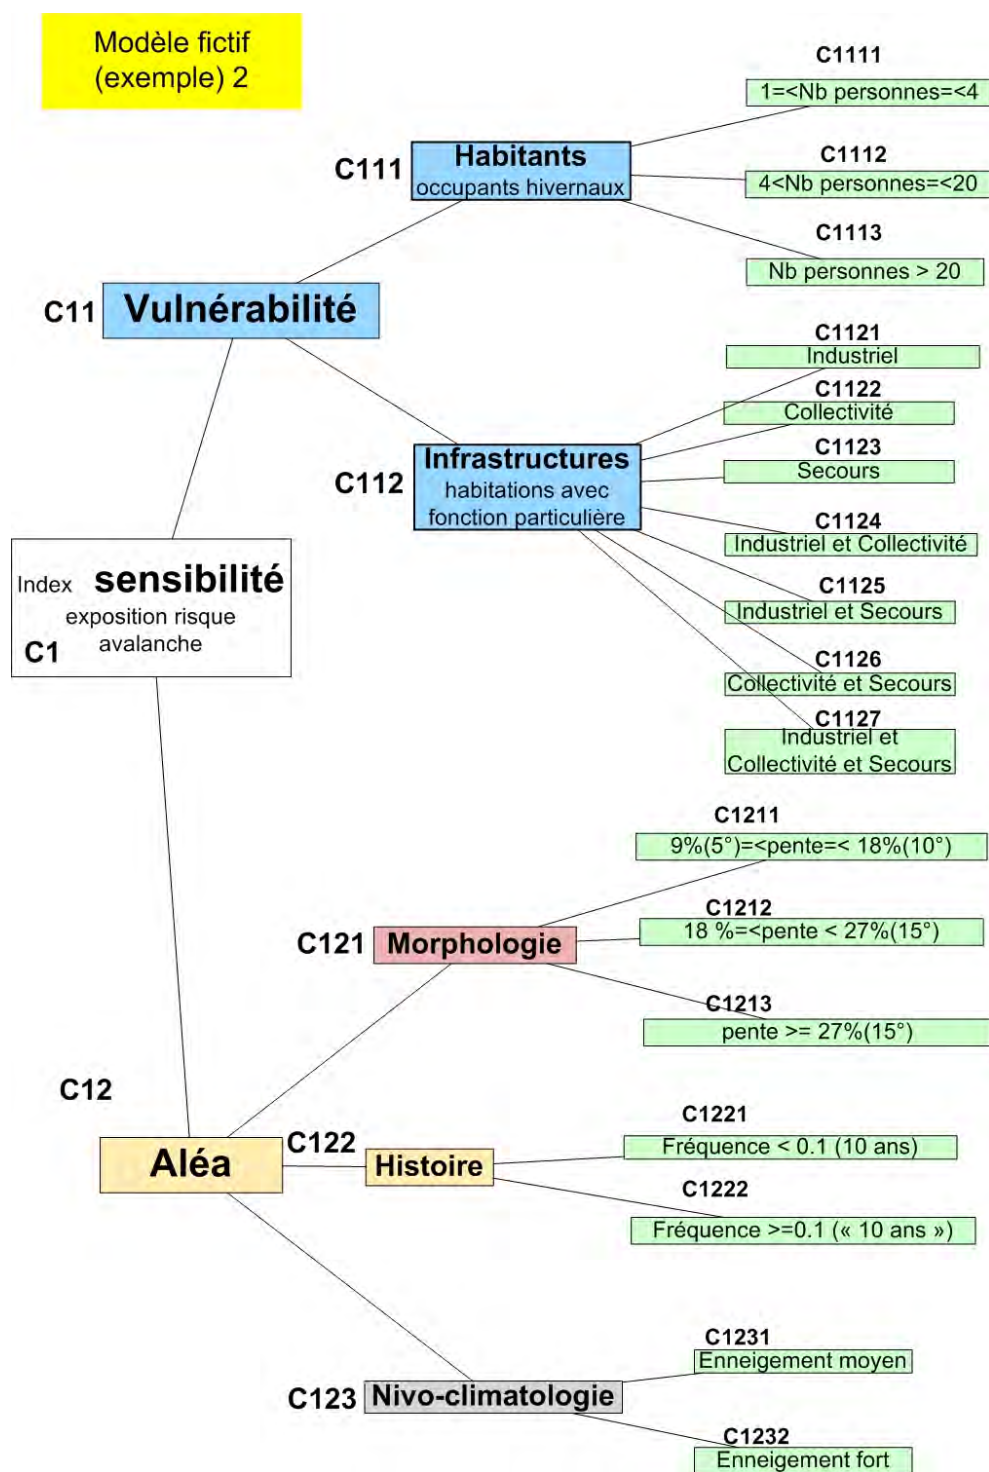 Modèle fictif
(exemple) 2
C1111
1=<Nb personnes=<4
C111
Habitants
occupants hivernaux
C1112
4<Nb personnes=<20
C1113
Nb personnes > 20
C11
Vulnérabilité
C1121
Industriel
C1122
Collectivité
C1123
Secours
C112
Infrastructures
habitations avec
fonction particulière
C1124
Industriel et Collectivité
C1125
Industriel et Secours
C1126
Collectivité et Secours
C1127
Industriel et
Collectivité et Secours
Index sensibilité
exposition risque
avalanche
C1
C1211
9%(5°)=<pente=< 18%(10°)
C121
Morphologie
C1212
18 %=<pente < 27%(15°)
C1213
pente >= 27%(15°)
C12
Aléa
C122
Histoire
C1221
Fréquence < 0.1 (10 ans)
C1222
Fréquence >=0.1 (« 10 ans »)
C123
Nivo-climatologie
C1231
Enneigement moyen
C1232
Enneigement fort